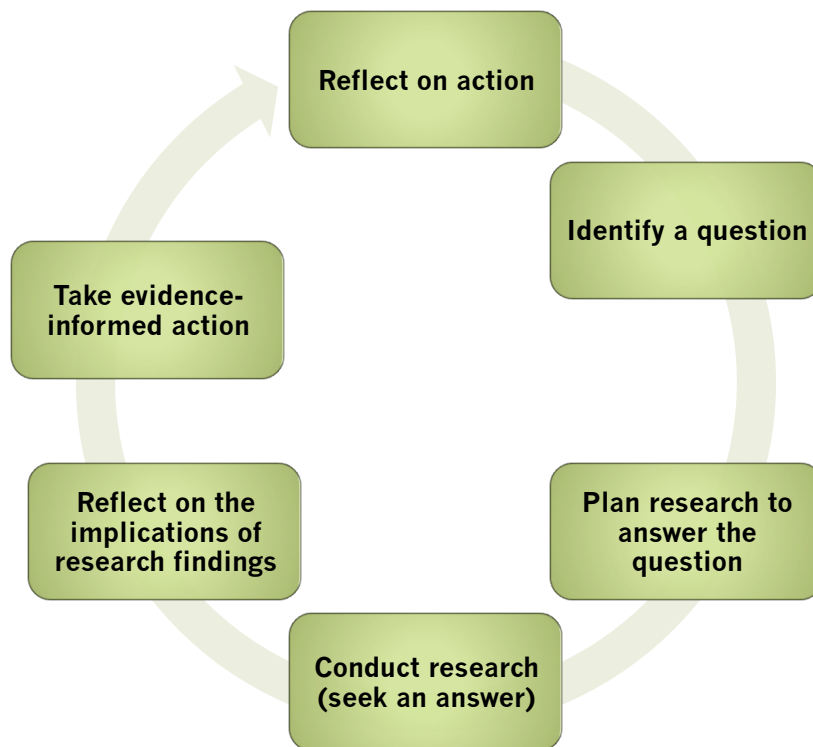 Reflect on action
Identify a question
Plan research to
answer the
question
Conduct research
(seek an answer)
Reflect on the
implications of
research findings
Take evidence-
informed action